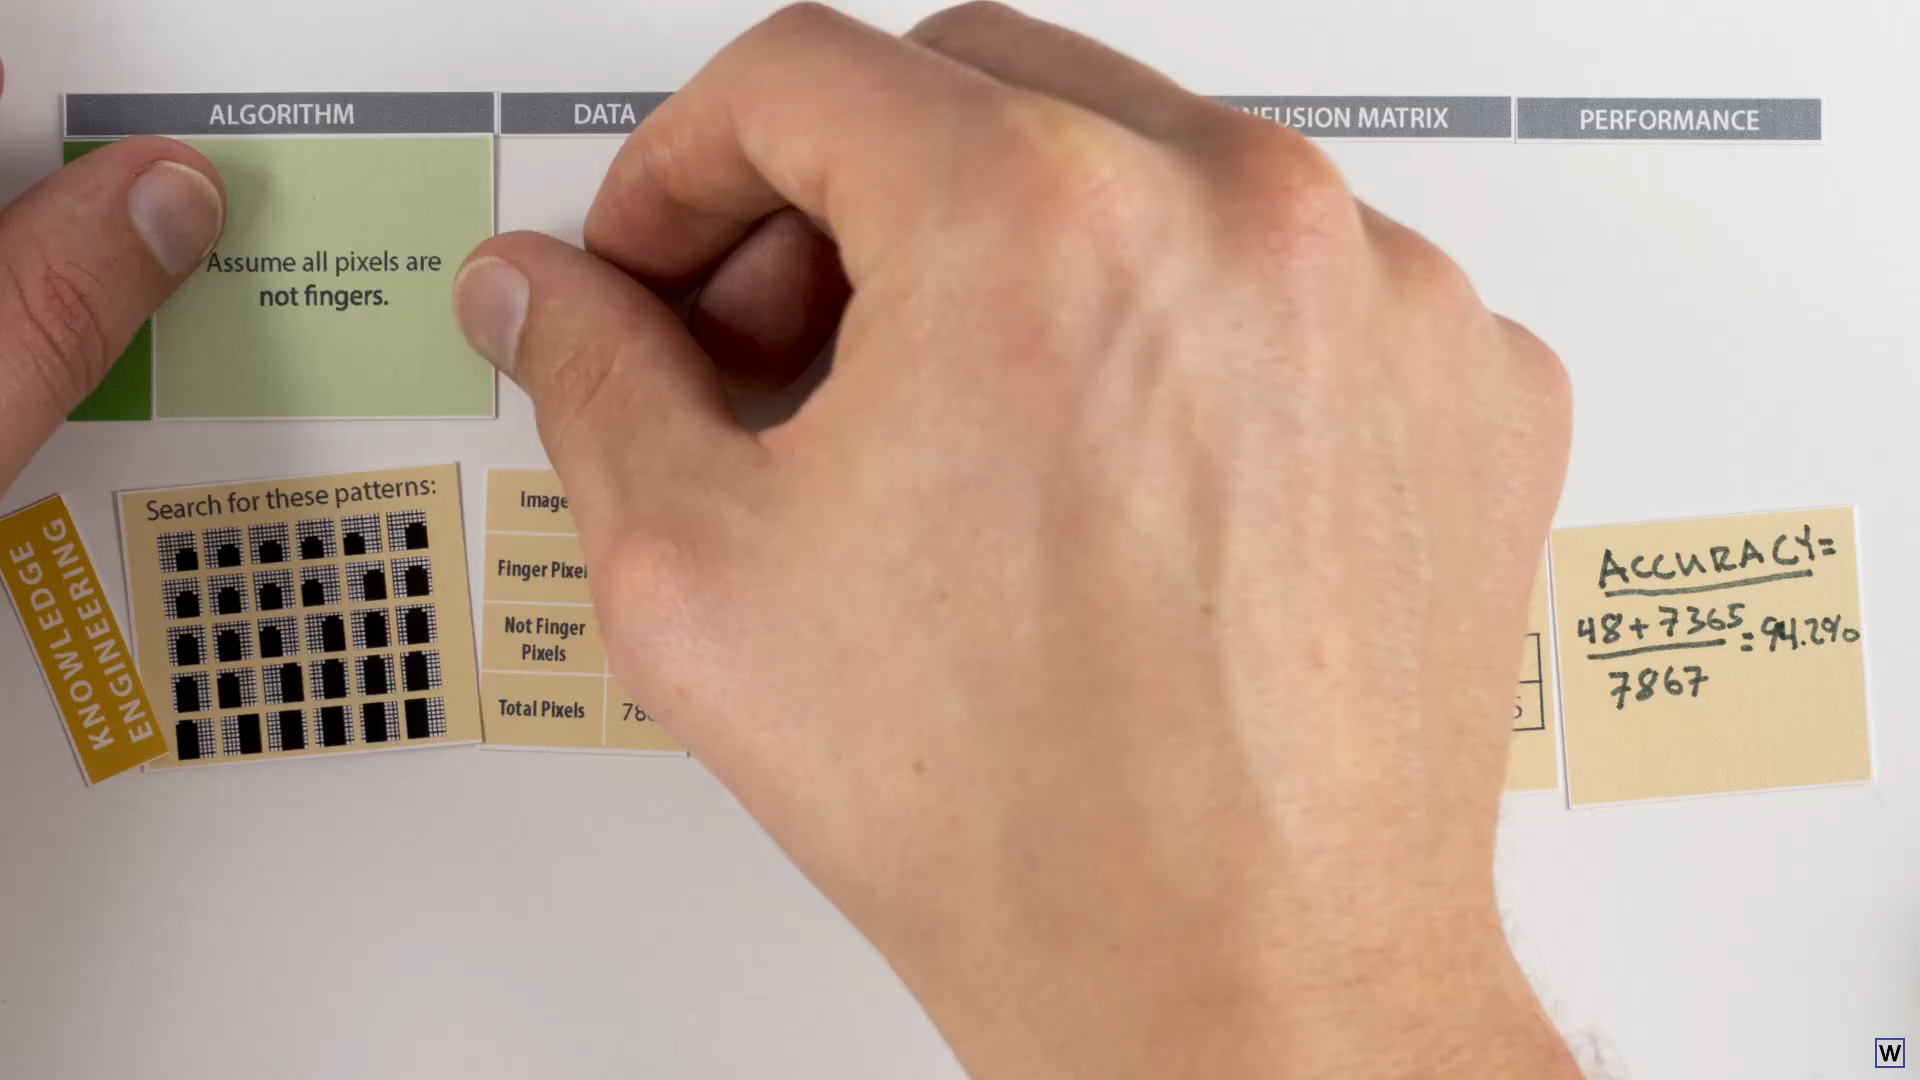 ALGORITHM
DATA
MATRIX
PERFORMANCE
Assume all pixels are
not fingers.
KNOWLEDGE
ENGINEERING
Search for these patterns:
Image
Finger
Not Finger
Pixels
Total Pixels
ACCURACY=
48+7365
=94.2%
7867
W